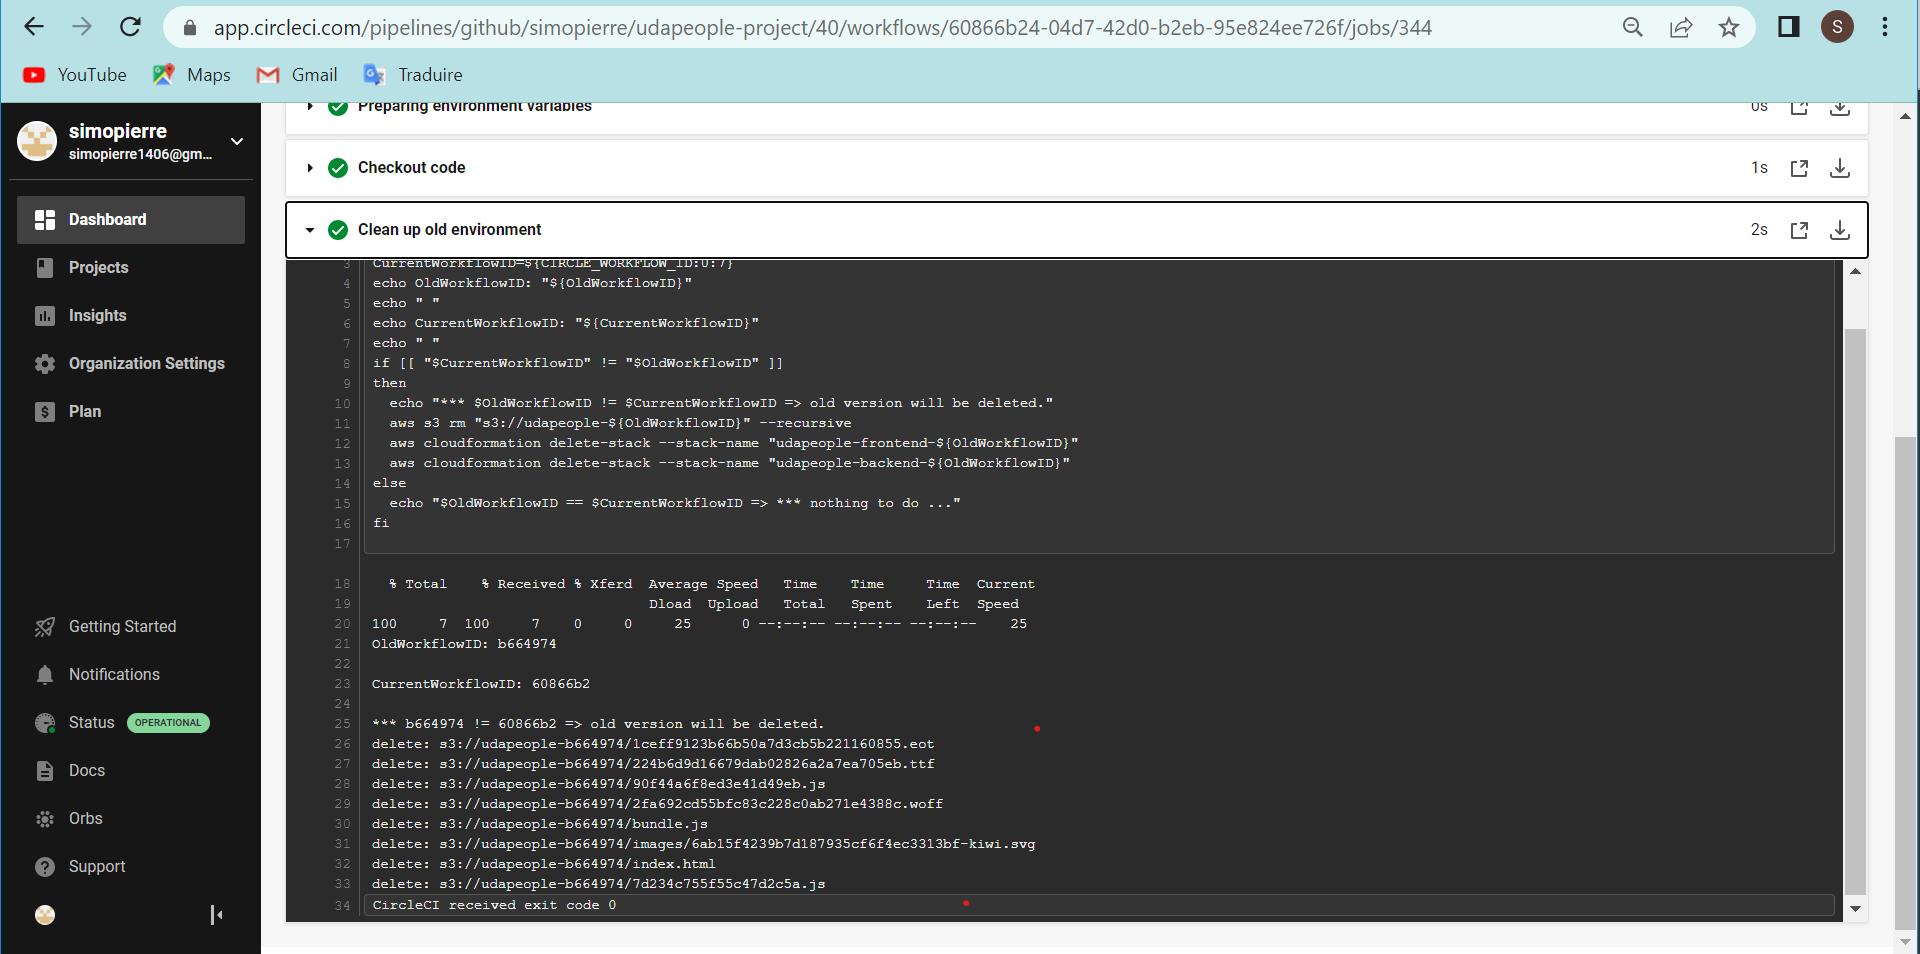 app.circleci.com/pipelines/github/simopierre/udapeople-project/40/workflows/60866b24-04d7-42d0-b2eb-95e824ee726f/jobs/344
S
YouTube Maps Gmail Traduire
simopierre
simopierre1406@gm...
Dashboard
Projects
Insights
Organization Settings
Plan
Getting Started
Notifications
Status OPERATIONAL
Docs
Orbs
Support
Preparing environment variables 0s
Checkout code 1s
Clean up old environment 2s
3 CurrentWorkflowID=${CIRCLE_WORKFLOW_ID:0:7}
4 echo OldWorkflowID: "${OldWorkflowID}"
5 echo " "
6 echo CurrentWorkflowID: "${CurrentWorkflowID}"
7 echo " "
8 if [[ "$CurrentWorkflowID" != "$OldWorkflowID" ]]
9 then
10 echo "*** $OldWorkflowID != $CurrentWorkflowID => old version will be deleted."
11 aws s3 rm "s3://udapeople-${OldWorkflowID}" --recursive
12 aws cloudformation delete-stack --stack-name "udapeople-frontend-${OldWorkflowID}"
13 aws cloudformation delete-stack --stack-name "udapeople-backend-${OldWorkflowID}"
14 else
15 echo "$OldWorkflowID == $CurrentWorkflowID => *** nothing to do ..."
16 fi
17
18 % Total % Received % Xferd Average Speed Time Time Time Current
19 Dload Upload Total Spent Left Speed
20 100 7 100 7 0 0 25 0 --:--:-- --:--:-- --:--:-- 25
21 OldWorkflowID: b664974
22
23 CurrentWorkflowID: 60866b2
24
25 *** b664974 != 60866b2 => old version will be deleted.
26 delete: s3://udapeople-b664974/1ceff9123b66b50a7d3cb5b221160855.eot
27 delete: s3://udapeople-b664974/224b6d9d16679dab02826a2a7ea705eb.ttf
28 delete: s3://udapeople-b664974/90f44a6f8ed3e41d49eb.js
29 delete: s3://udapeople-b664974/2fa692cd55bfc83c228c0ab271e4388c.woff
30 delete: s3://udapeople-b664974/bundle.js
31 delete: s3://udapeople-b664974/images/6ab15f4239b7d187935cf6f4ec3313bf-kiwi.svg
32 delete: s3://udapeople-b664974/index.html
33 delete: s3://udapeople-b664974/7d234c755f55c47d2c5a.js
34 CircleCI received exit code 0